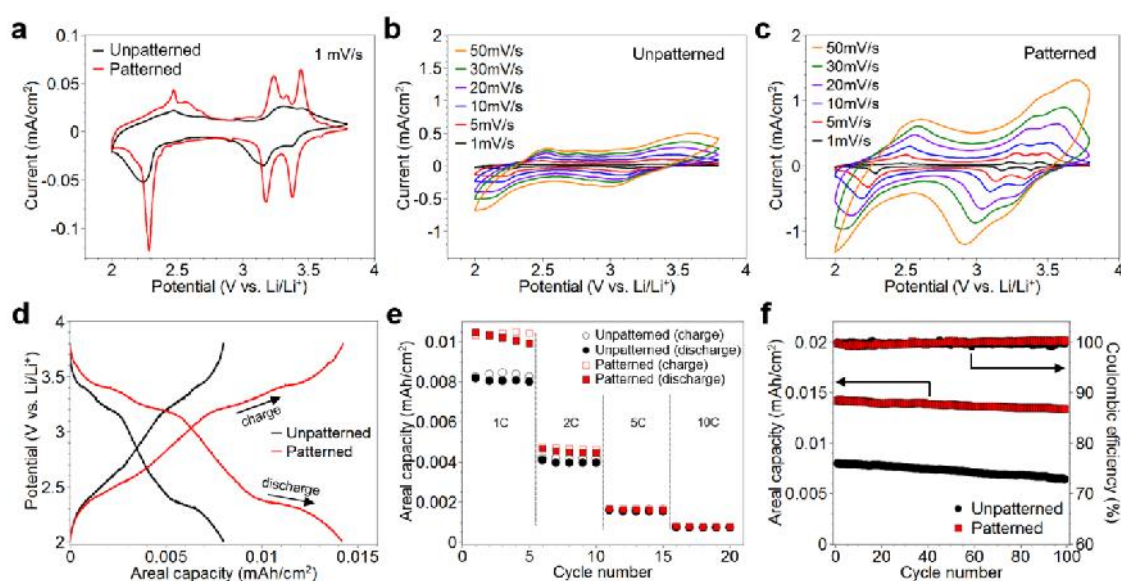 a
Unpatterned
Patterned
1 mV/s
0.1
0.05
0
-0.05
-0.1
Current (mA/cm²)
2 2.5 3 3.5 4
Potential (V vs. Li/Li⁺)
b
50mV/s
30mV/s
20mV/s
10mV/s
5mV/s
1mV/s
Unpatterned
2
1
0
-1
Current (mA/cm²)
2 2.5 3 3.5 4
Potential (V vs. Li/Li⁺)
c
50mV/s
30mV/s
20mV/s
10mV/s
5mV/s
1mV/s
Patterned
2
1
0
-1
Current (mA/cm²)
2 2.5 3 3.5 4
Potential (V vs. Li/Li⁺)
d
4
3.6
3.2
2.8
2.4
2
Potential (V vs. Li/Li⁺)
charge
Unpatterned
Patterned
discharge
0 0.005 0.01 0.015
Areal capacity (mAh/cm²)
e
0.01
0.008
0.006
0.004
0.002
0
Areal capacity (mAh/cm²)
Unpatterned (charge)
Unpatterned (discharge)
Patterned (charge)
Patterned (discharge)
1C 2C 5C 10C
0 5 10 15 20
Cycle number
f
0.02
0.015
0.01
0.005
0
Areal capacity (mAh/cm²)
100
90
80
70
60
Coulombic efficiency (%)
Unpatterned
Patterned
0 20 40 60 80 100
Cycle number